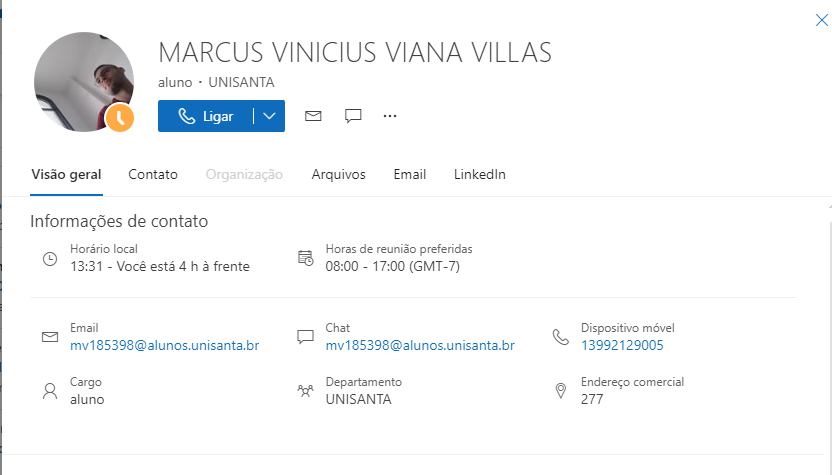 MARCUS VINICIUS VIANA VILLAS
aluno · UNISANTA
Ligar
Visão geral Contato Organização Arquivos Email LinkedIn
Informações de contato
Horário local
13:31 - Você está 4 h à frente
Horas de reunião preferidas
08:00 - 17:00 (GMT-7)
Email
mv185398@alunos.unisanta.br
Chat
mv185398@alunos.unisanta.br
Dispositivo móvel
13992129005
Cargo
aluno
Departamento
UNISANTA
Endereço comercial
277